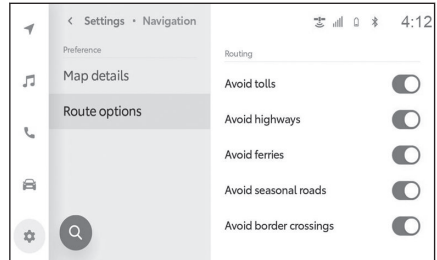 < Settings • Navigation
4:12
Preference
Map details
Route options
Routing
Avoid tolls
Avoid highways
Avoid ferries
Avoid seasonal roads
Avoid border crossings